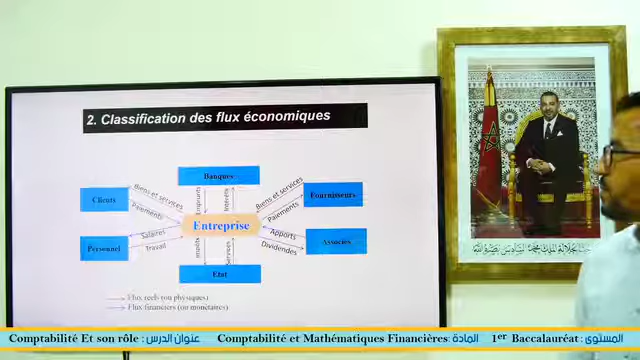 2. Classification des flux économiques
Banques
Clients
Biens et services
Paiements
Emprunts
Intérêts
Biens et services
Paiements
Fournisseurs
Entreprise
Personnel
Salaires
Travail
Impôts
Services
Apports
Dividendes
Associés
Etat
Flux réels (ou physiques)
Flux financiers (ou monétaires)
Comptabilité Et son rôle : عنوان الدرس Comptabilité et Mathématiques Financières : المادة 1er Baccalauréat : المستوى